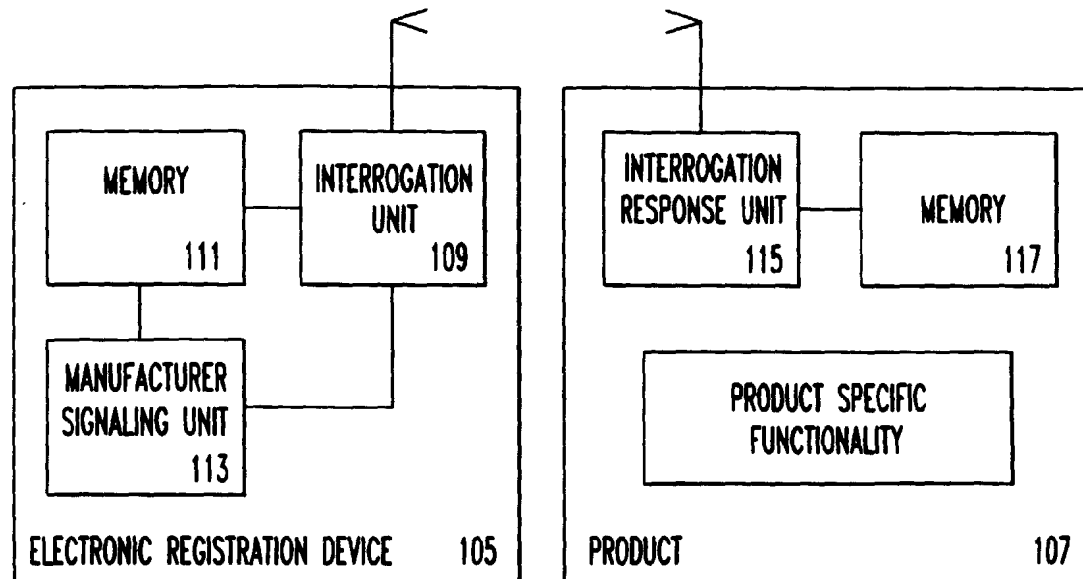 MEMORY
111
INTERROGATION
UNIT
109
MANUFACTURER
SIGNALING UNIT
113
ELECTRONIC REGISTRATION DEVICE 105
INTERROGATION
RESPONSE UNIT
115
MEMORY
117
PRODUCT SPECIFIC
FUNCTIONALITY
PRODUCT 107